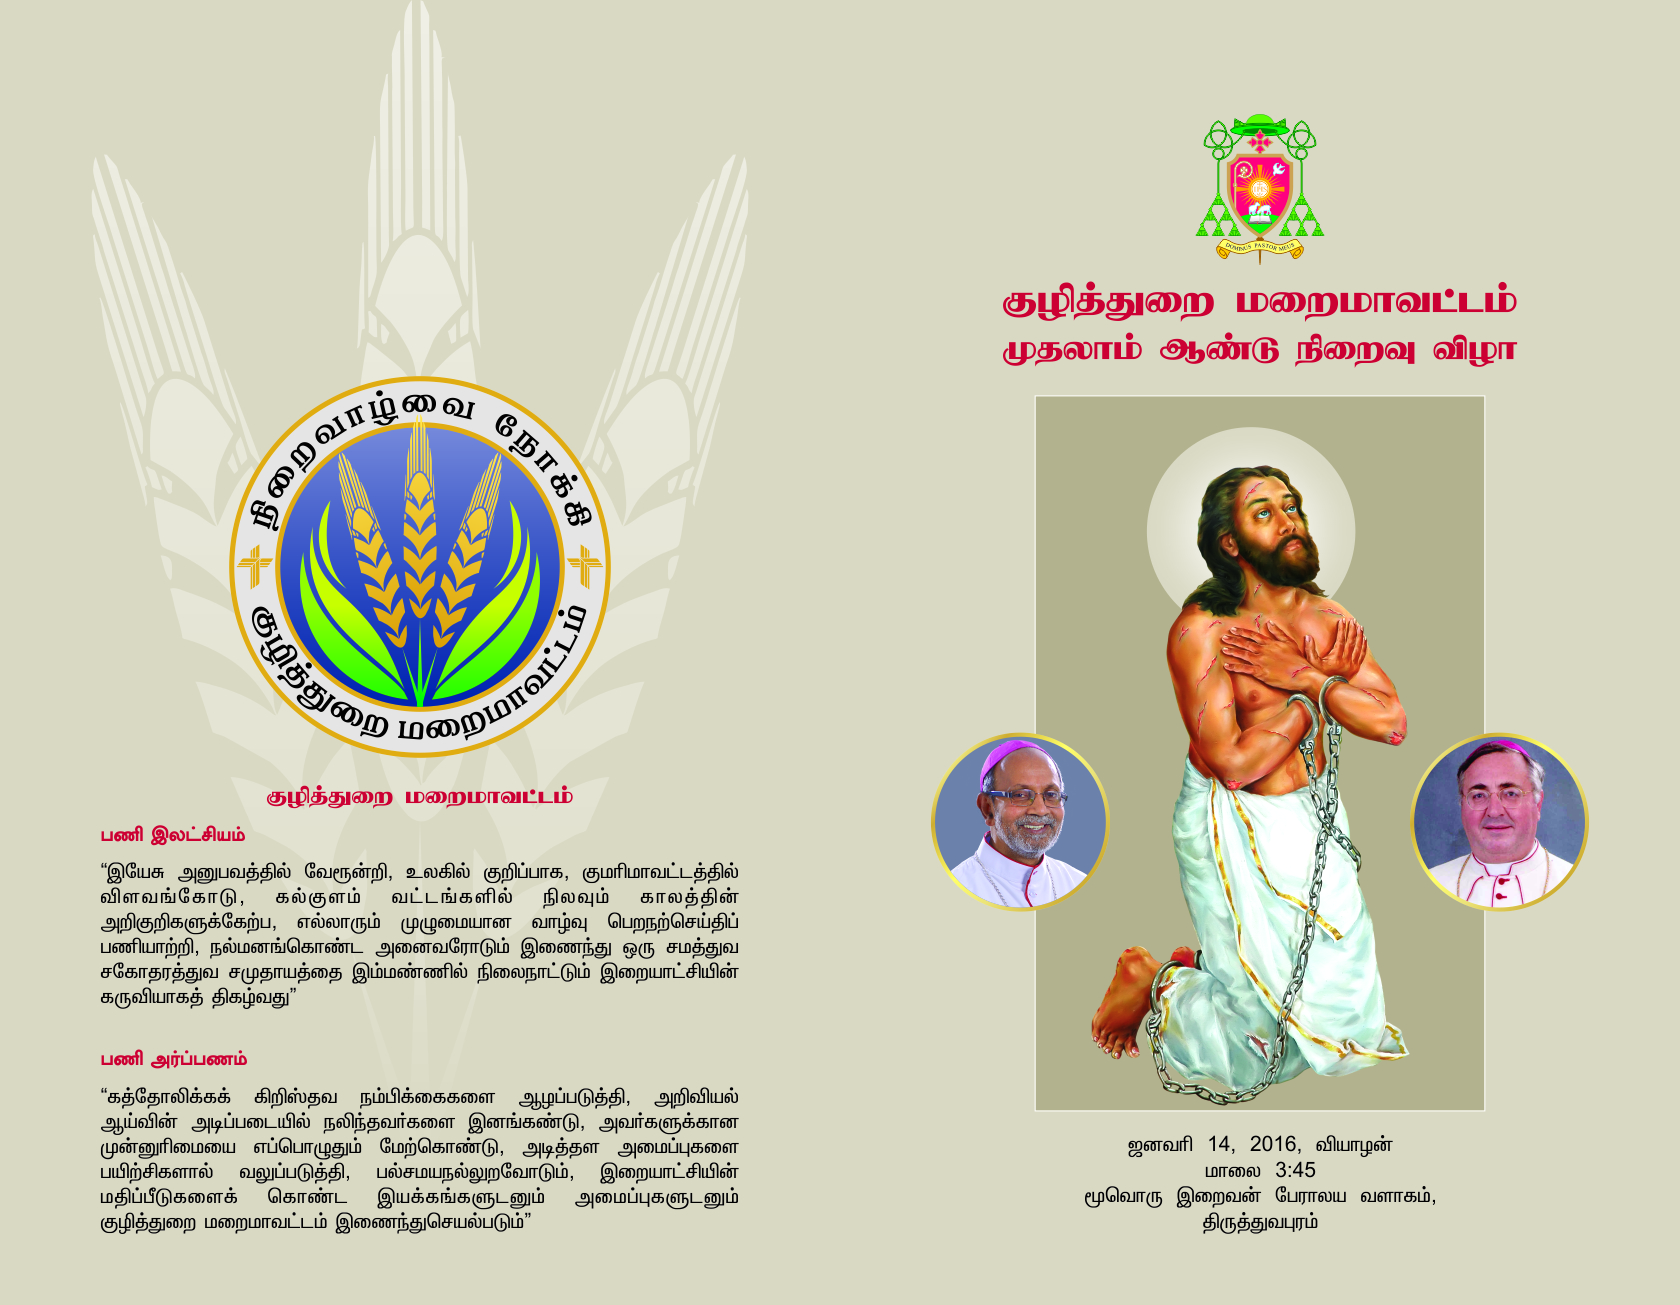 நிறைவாழ்வை நோக்கி
குழித்துறை மறைமாவட்டம்
குழித்துறை மறைமாவட்டம்
பணி இலட்சியம்
“இயேசு அனுபவத்தில் வேரூன்றி, உலகில் குறிப்பாக, குமரிமாவட்டத்தில்
விளவங்கோடு, கல்குளம் வட்டங்களில் நிலவும் காலத்தின்
அறிகுறிகளுக்கேற்ப, எல்லாரும் முழுமையான வாழ்வு பெறநற்செய்திப்
பணியாற்றி, நல்மனங்கொண்ட அனைவரோடும் இணைந்து ஒரு சமத்துவ
சகோதரத்துவ சமுதாயத்தை இம்மண்ணில் நிலைநாட்டும் இறையாட்சியின்
கருவியாகத் திகழ்வது”
பணி அர்ப்பணம்
“கத்தோலிக்கக் கிறிஸ்தவ நம்பிக்கைகளை ஆழப்படுத்தி, அறிவியல்
ஆய்வின் அடிப்படையில் நலிந்தவர்களை இனங்கண்டு, அவர்களுக்கான
முன்னுரிமையை எப்பொழுதும் மேற்கொண்டு, அடித்தள அமைப்புகளை
பயிற்சிகளால் வலுப்படுத்தி, பல்சமயநல்லுறவோடும், இறையாட்சியின்
மதிப்பீடுகளைக் கொண்ட இயக்கங்களுடனும் அமைப்புகளுடனும்
குழித்துறை மறைமாவட்டம் இணைந்துசெயல்படும்”
DOMINUS PASTOR MEUS
குழித்துறை மறைமாவட்டம்
முதலாம் ஆண்டு நிறைவு விழா
ஜனவரி 14, 2016, வியாழன்
மாலை 3:45
மூவொரு இறைவன் பேராலய வளாகம்,
திருத்துவபுரம்